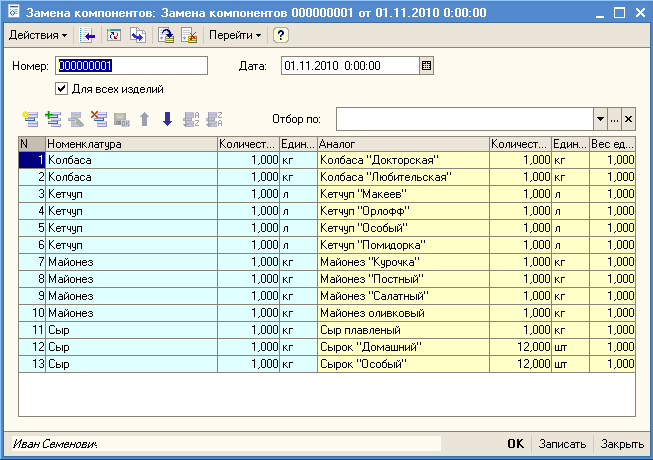 Замена компонентов: Замена компонентов 000000001 от 01.11.2010 0:00:00
Действия Перейти ?
Номер: 000000001 Дата: 01.11.2010 0:00:00
Для всех изделий
Отбор по: ... ×
N Номенклатура Количест... Един... Аналог Количест... Един... Вес ед...
1 Колбаса 1,000 кг Колбаса "Докторская" 1,000 кг 1,000
2 Колбаса 1,000 кг Колбаса "Любительская" 1,000 кг 1,000
3 Кетчуп 1,000 л Кетчуп "Макеев" 1,000 л 1,000
4 Кетчуп 1,000 л Кетчуп "Орлофф" 1,000 л 1,000
5 Кетчуп 1,000 л Кетчуп "Особый" 1,000 л 1,000
6 Кетчуп 1,000 л Кетчуп "Помидорка" 1,000 л 1,000
7 Майонез 1,000 кг Майонез "Курочка" 1,000 кг 1,000
8 Майонез 1,000 кг Майонез "Постный" 1,000 кг 1,000
9 Майонез 1,000 кг Майонез "Салатный" 1,000 кг 1,000
10 Майонез 1,000 кг Майонез оливковый 1,000 кг 1,000
11 Сыр 1,000 кг Сыр плавленый 1,000 кг 1,000
12 Сыр 1,000 кг Сырок "Домашний" 12,000 шт 1,000
13 Сыр 1,000 кг Сырок "Особый" 12,000 шт 1,000
Иван Семенович OK Записать Закрыть